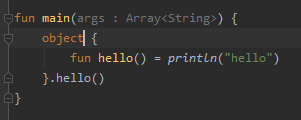 fun main(args : Array<String>) {
    object {
        fun hello() = println("hello")
    }.hello()
}